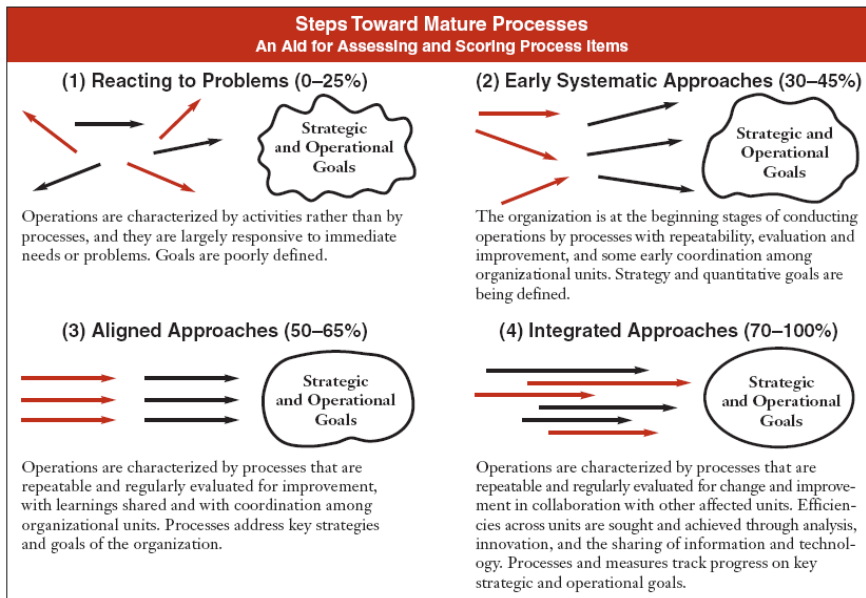 Steps Toward Mature Processes
An Aid for Assessing and Scoring Process Items
(1) Reacting to Problems (0–25%)
Strategic
and Operational
Goals
Operations are characterized by activities rather than by
processes, and they are largely responsive to immediate
needs or problems. Goals are poorly defined.
(2) Early Systematic Approaches (30–45%)
Strategic and
Operational
Goals
The organization is at the beginning stages of conducting
operations by processes with repeatability, evaluation and
improvement, and some early coordination among
organizational units. Strategy and quantitative goals are
being defined.
(3) Aligned Approaches (50–65%)
Strategic
and Operational
Goals
Operations are characterized by processes that are
repeatable and regularly evaluated for improvement,
with learnings shared and with coordination among
organizational units. Processes address key strategies
and goals of the organization.
(4) Integrated Approaches (70–100%)
Strategic
and Operational
Goals
Operations are characterized by processes that are
repeatable and regularly evaluated for change and improve-
ment in collaboration with other affected units. Efficien-
cies across units are sought and achieved through analysis,
innovation, and the sharing of information and technol-
ogy. Processes and measures track progress on key
strategic and operational goals.